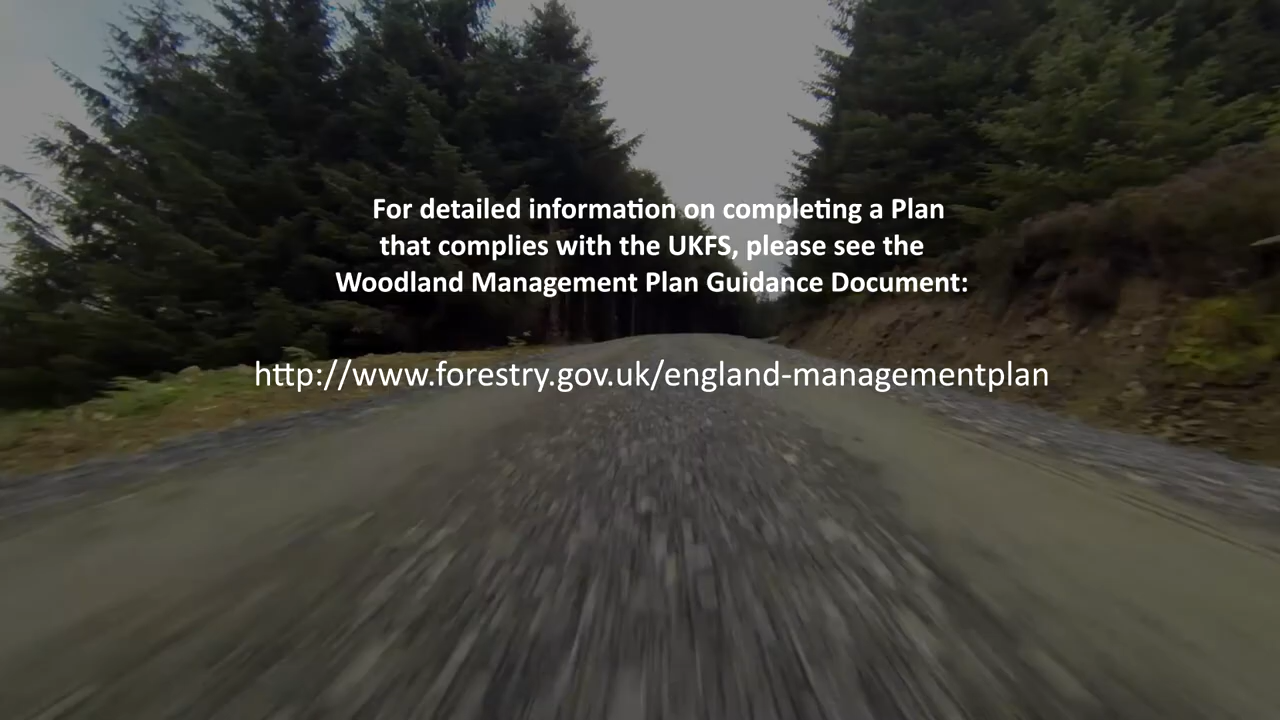 For detailed information on completing a Plan
that complies with the UKFS, please see the
Woodland Management Plan Guidance Document:
http://www.forestry.gov.uk/england-managementplan